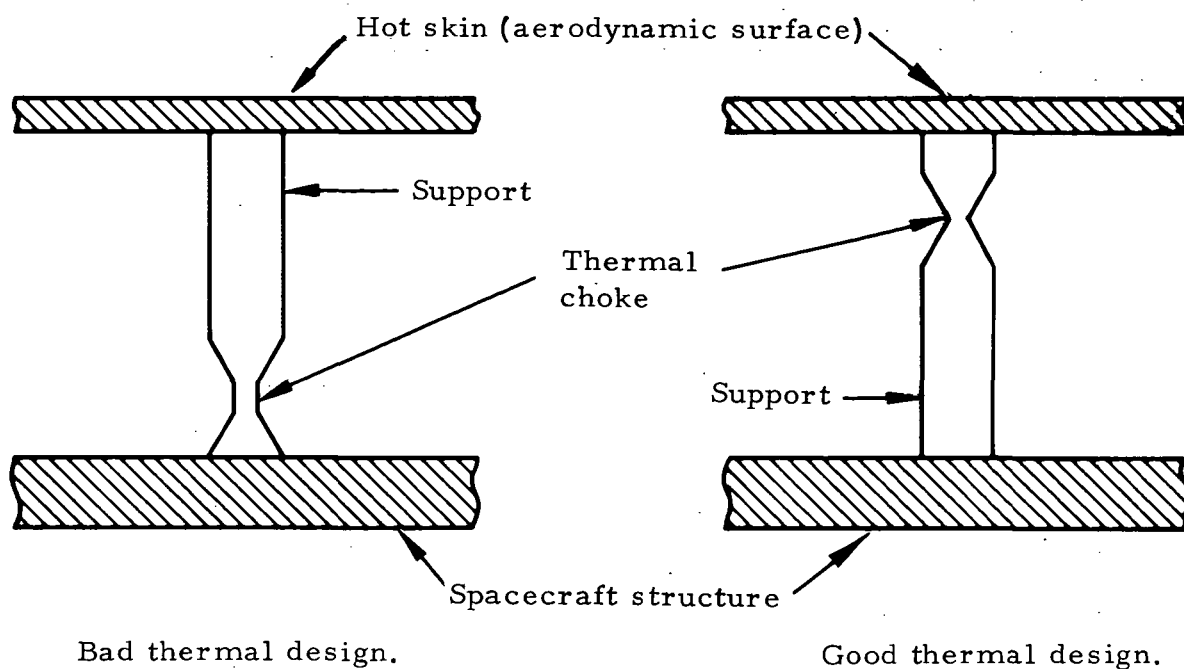 Hot skin (aerodynamic surface)
Support
Thermal
choke
Support
Spacecraft structure
Bad thermal design.
Good thermal design.